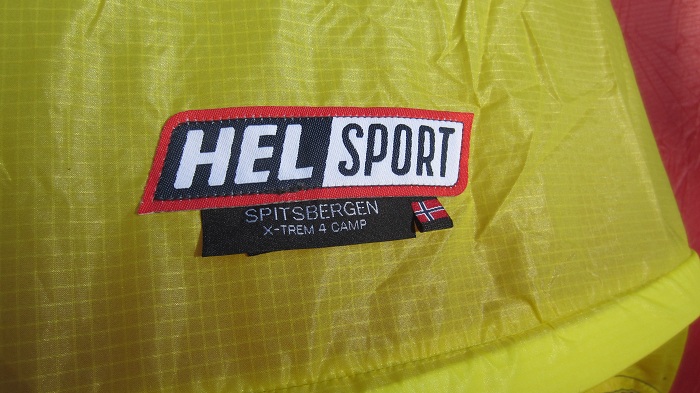 HEL SPORT
SPITSBERGEN
X-TREM 4 CAMP